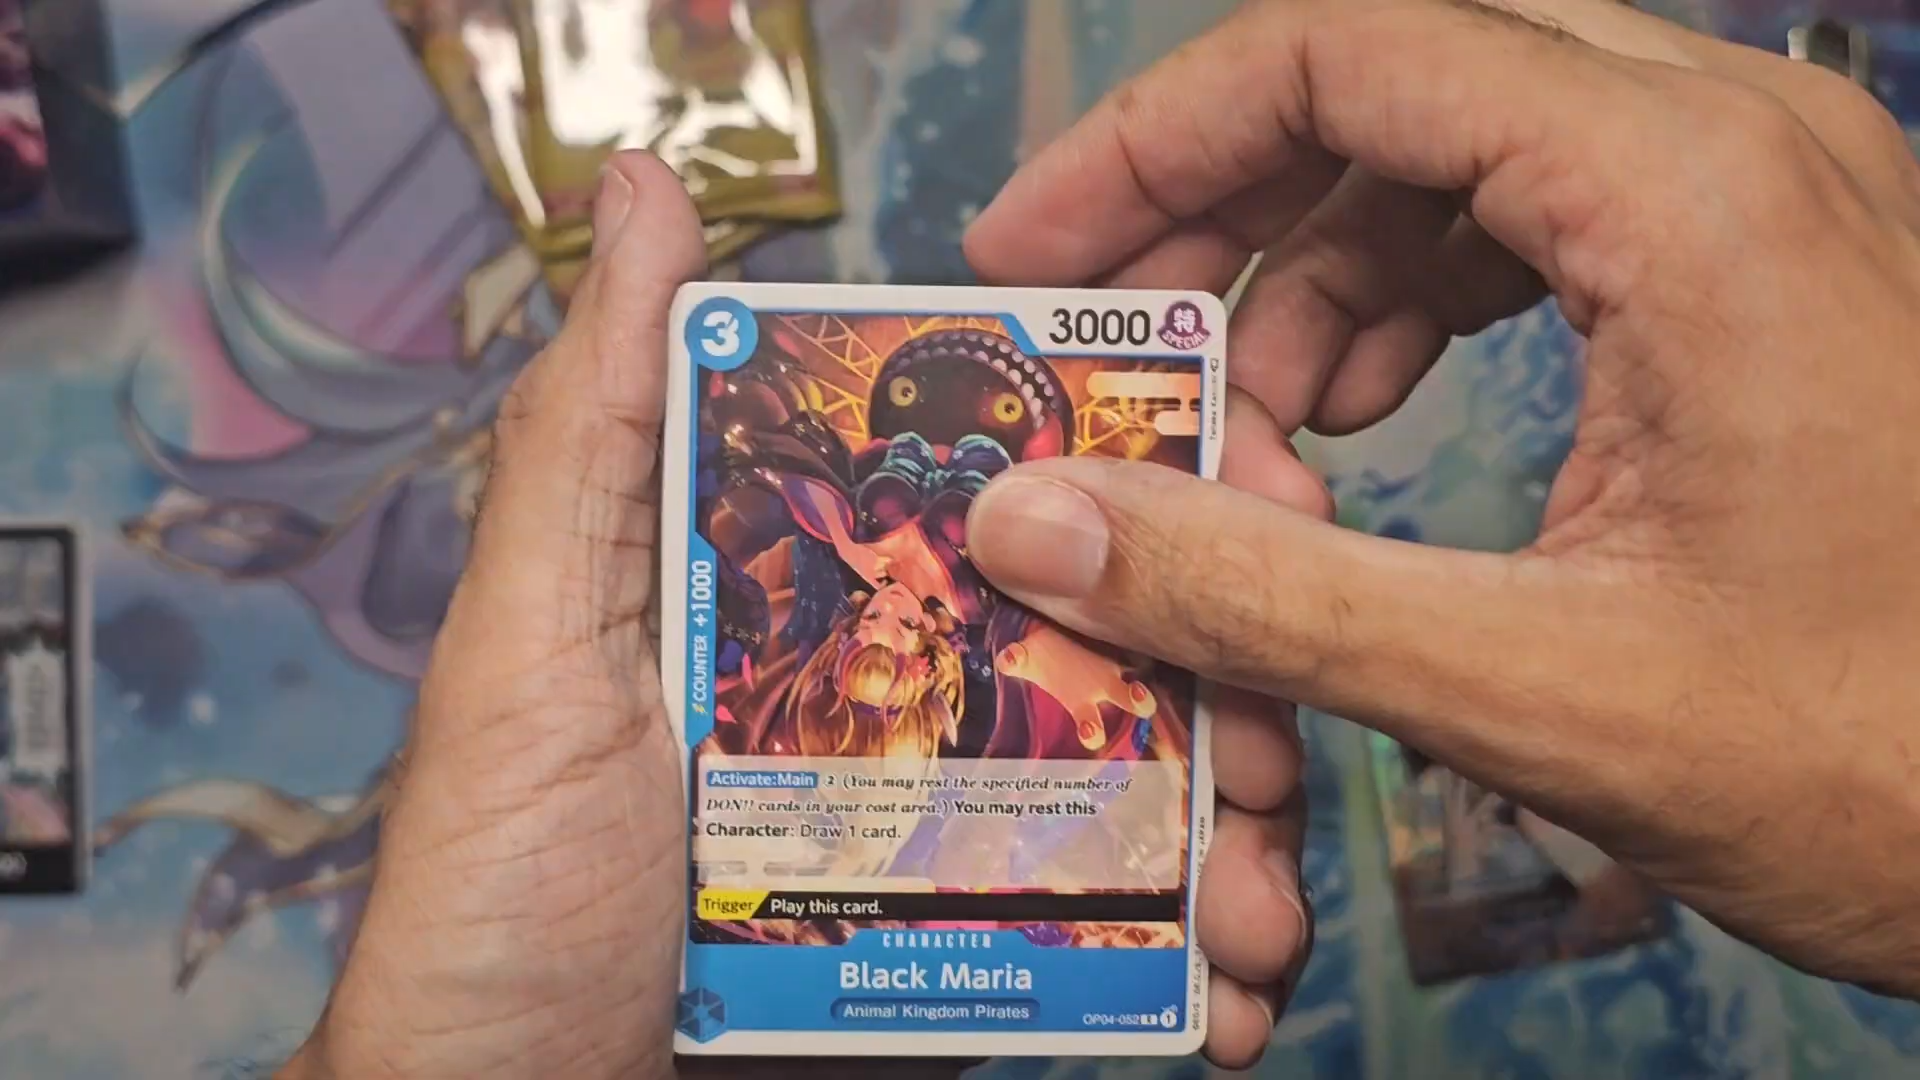 3
3000
特
SPECIAL
COUNTER +1000
Activate:Main 2 (You may rest the specified number of
DON!! cards in your cost area.) You may rest this
Character: Draw 1 card.
Trigger Play this card.
CHARACTER
Black Maria
Animal Kingdom Pirates
OP04-052
1